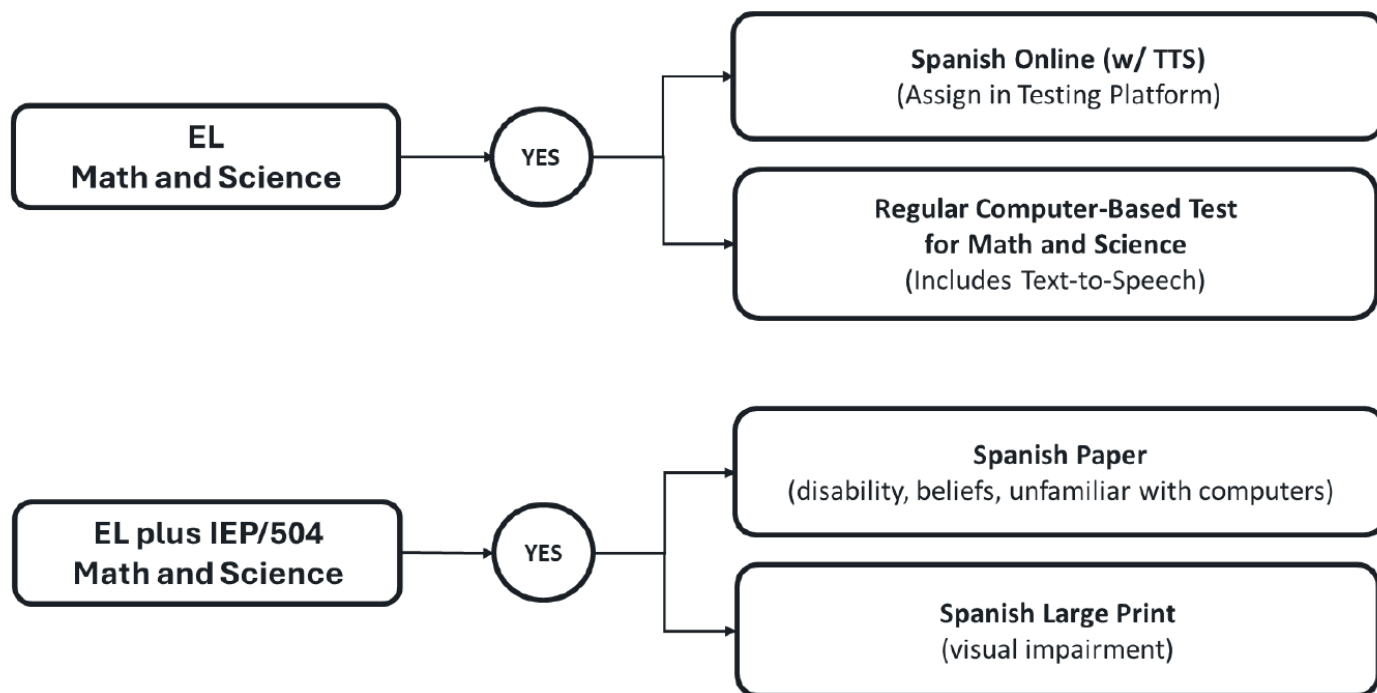 EL
Math and Science
YES
Spanish Online (w/ TTS)
(Assign in Testing Platform)
Regular Computer-Based Test
for Math and Science
(Includes Text-to-Speech)
EL plus IEP/504
Math and Science
YES
Spanish Paper
(disability, beliefs, unfamiliar with computers)
Spanish Large Print
(visual impairment)